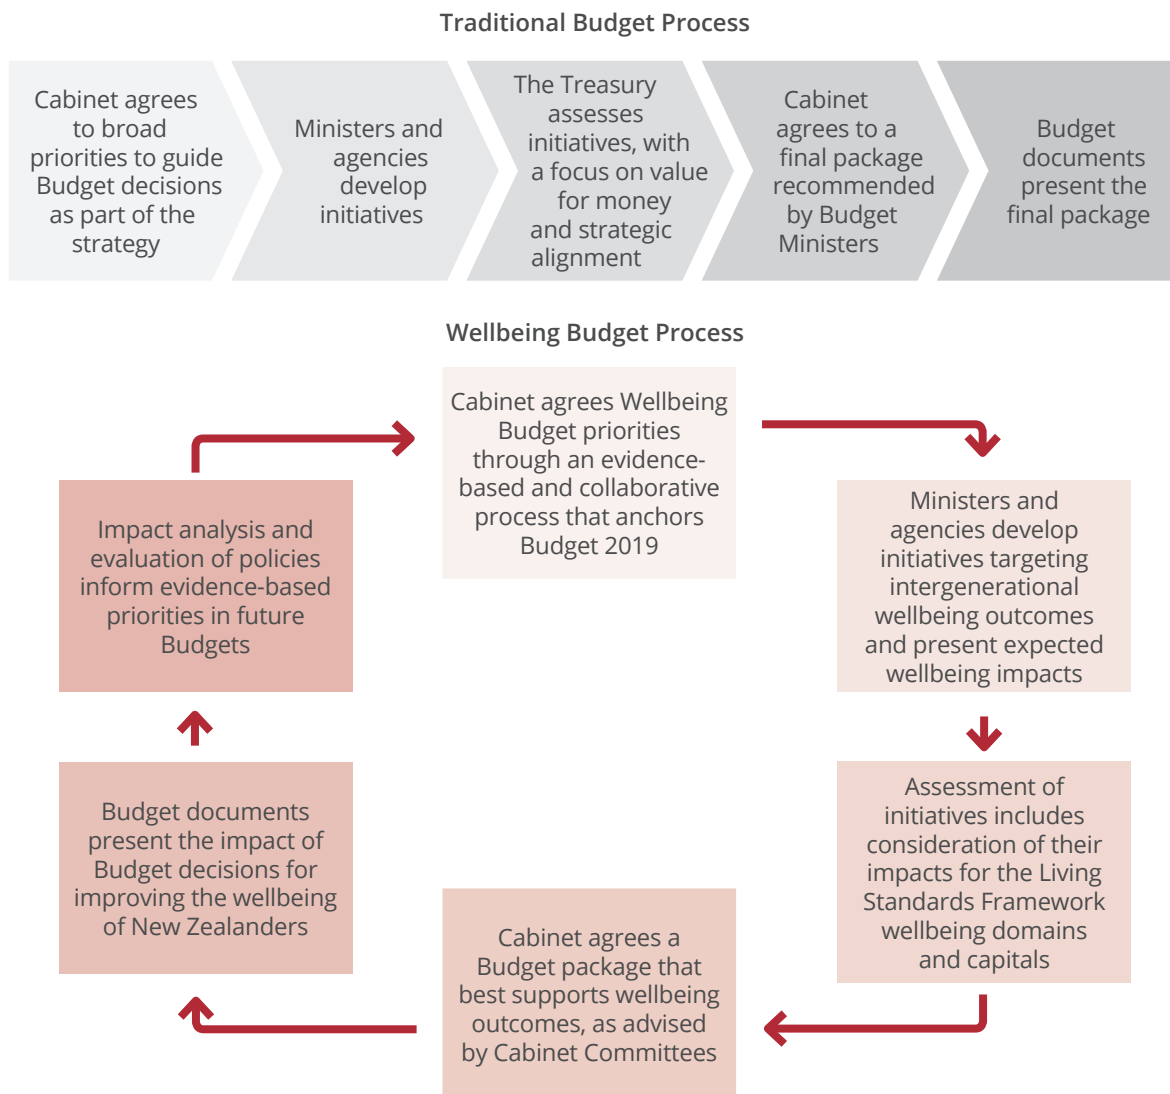 Traditional Budget Process
Cabinet agrees
to broad
priorities to guide
Budget decisions
as part of the
strategy
Ministers and
agencies
develop
initiatives
The Treasury
assesses
initiatives, with
a focus on value
for money
and strategic
alignment
Cabinet
agrees to a
final package
recommended
by Budget
Ministers
Budget
documents
present the
final package
Wellbeing Budget Process
Cabinet agrees Wellbeing
Budget priorities
through an evidence-
based and collaborative
process that anchors
Budget 2019
Ministers and
agencies develop
initiatives targeting
intergenerational
wellbeing outcomes
and present expected
wellbeing impacts
Assessment of
initiatives includes
consideration of their
impacts for the Living
Standards Framework
wellbeing domains
and capitals
Cabinet agrees a
Budget package that
best supports wellbeing
outcomes, as advised
by Cabinet Committees
Budget documents
present the impact of
Budget decisions for
improving the wellbeing
of New Zealanders
Impact analysis and
evaluation of policies
inform evidence-based
priorities in future
Budgets